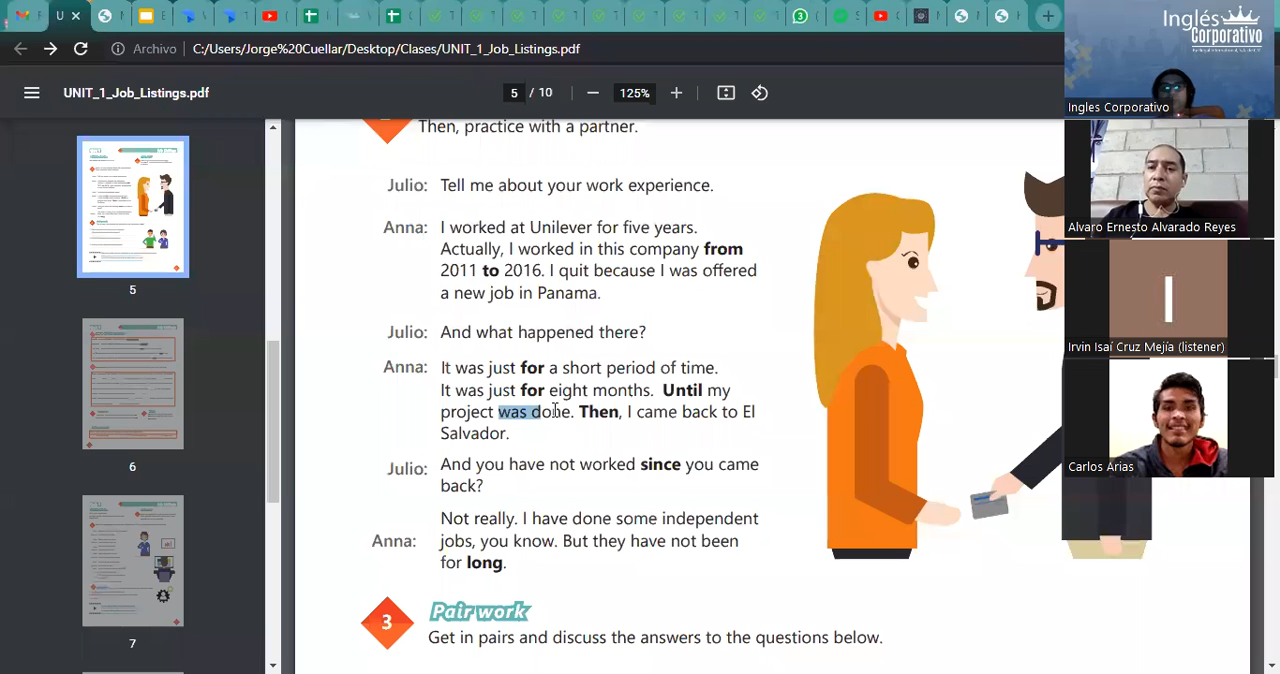 U
Archivo
C:/Users/Jorge%20Cuellar/Desktop/Clases/UNIT_1_Job_Listings.pdf
UNIT_1_Job_Listings.pdf
5 / 10
125%
Then, practice with a partner.
Julio: Tell me about your work experience.
Anna: I worked at Unilever for five years.
Actually, I worked in this company from
2011 to 2016. I quit because I was offered
a new job in Panama.
Julio: And what happened there?
Anna: It was just for a short period of time.
It was just for eight months. Until my
project was done. Then, I came back to El
Salvador.
Julio: And you have not worked since you came
back?
Not really. I have done some independent
Anna: jobs, you know. But they have not been
for long.
3
Pair work
Get in pairs and discuss the answers to the questions below.
5
6
7
Inglés
Corporativo
Ingles Corporativo
Alvaro Ernesto Alvarado Reyes
I
Irvin Isaí Cruz Mejía (listener)
Carlos Arias